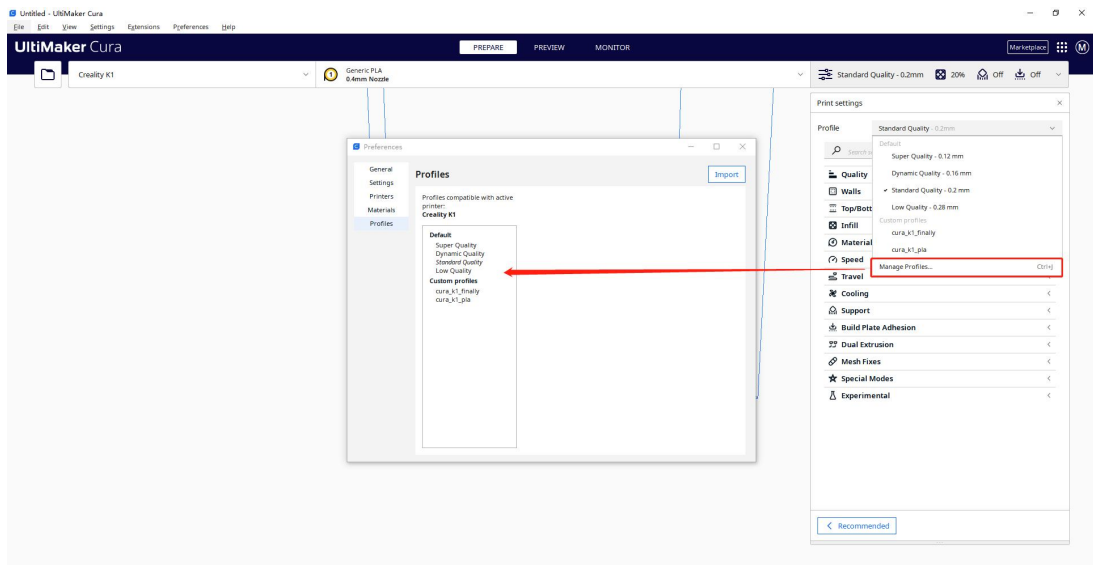 Untitled - UltiMaker Cura
File Edit View Settings Extensions Preferences Help
UltiMaker Cura
PREPARE PREVIEW MONITOR
Marketplace
M
Creality K1
1
Generic PLA
0.4mm Nozzle
Standard Quality - 0.2mm 20% Off Off
Print settings
Profile
Standard Quality - 0.2mm
Default
Super Quality - 0.12 mm
Dynamic Quality - 0.16 mm
Standard Quality - 0.2 mm
Low Quality - 0.28 mm
Custom profiles
cura_k1_finally
cura_k1_pla
Manage Profiles... Ctrl+J
Search
Quality
Walls
Top/Bott
Infill
Material
Speed
Travel
Cooling
Support
Build Plate Adhesion
Dual Extrusion
Mesh Fixes
Special Modes
Experimental
Recommended
Preferences
General
Settings
Printers
Materials
Profiles
Profiles
Import
Profiles compatible with active
printer:
Creality K1
Default
Super Quality
Dynamic Quality
Standard Quality
Low Quality
Custom profiles
cura_k1_finally
cura_k1_pla